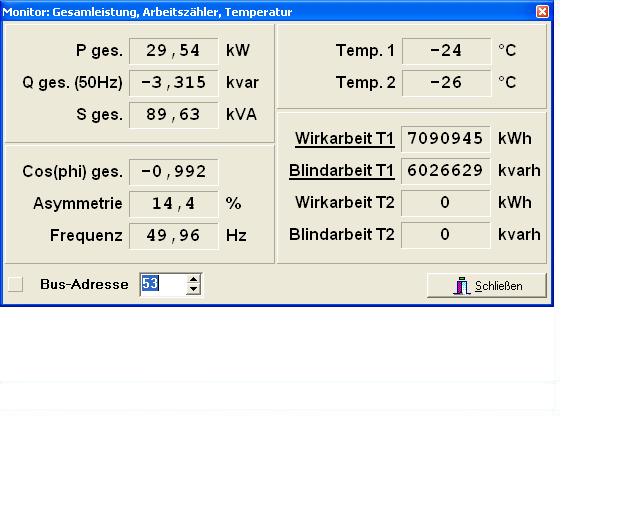 Monitor: Gesamleistung, Arbeitszähler, Temperatur
P ges. 29,54 kW
Q ges. (50Hz) -3,315 kvar
S ges. 89,63 kVA
Cos(phi) ges. -0,992
Asymmetrie 14,4 %
Frequenz 49,96 Hz
Temp. 1 -24 °C
Temp. 2 -26 °C
Wirkarbeit T1 7090945 kWh
Blindarbeit T1 6026629 kvarh
Wirkarbeit T2 0 kWh
Blindarbeit T2 0 kvarh
Bus-Adresse 53
Schließen